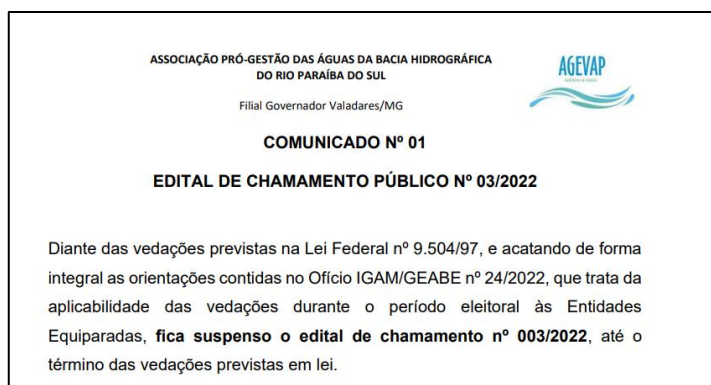 ASSOCIAÇÃO PRÓ-GESTÃO DAS ÁGUAS DA BACIA HIDROGRÁFICA
DO RIO PARAÍBA DO SUL
AGEVAP
Filial Governador Valadares/MG
COMUNICADO Nº 01
EDITAL DE CHAMAMENTO PÚBLICO Nº 03/2022
Diante das vedações previstas na Lei Federal nº 9.504/97, e acatando de forma
integral as orientações contidas no Ofício IGAM/GEABE nº 24/2022, que trata da
aplicabilidade das vedações durante o período eleitoral às Entidades
Equiparadas, fica suspenso o edital de chamamento nº 003/2022, até o
término das vedações previstas em lei.